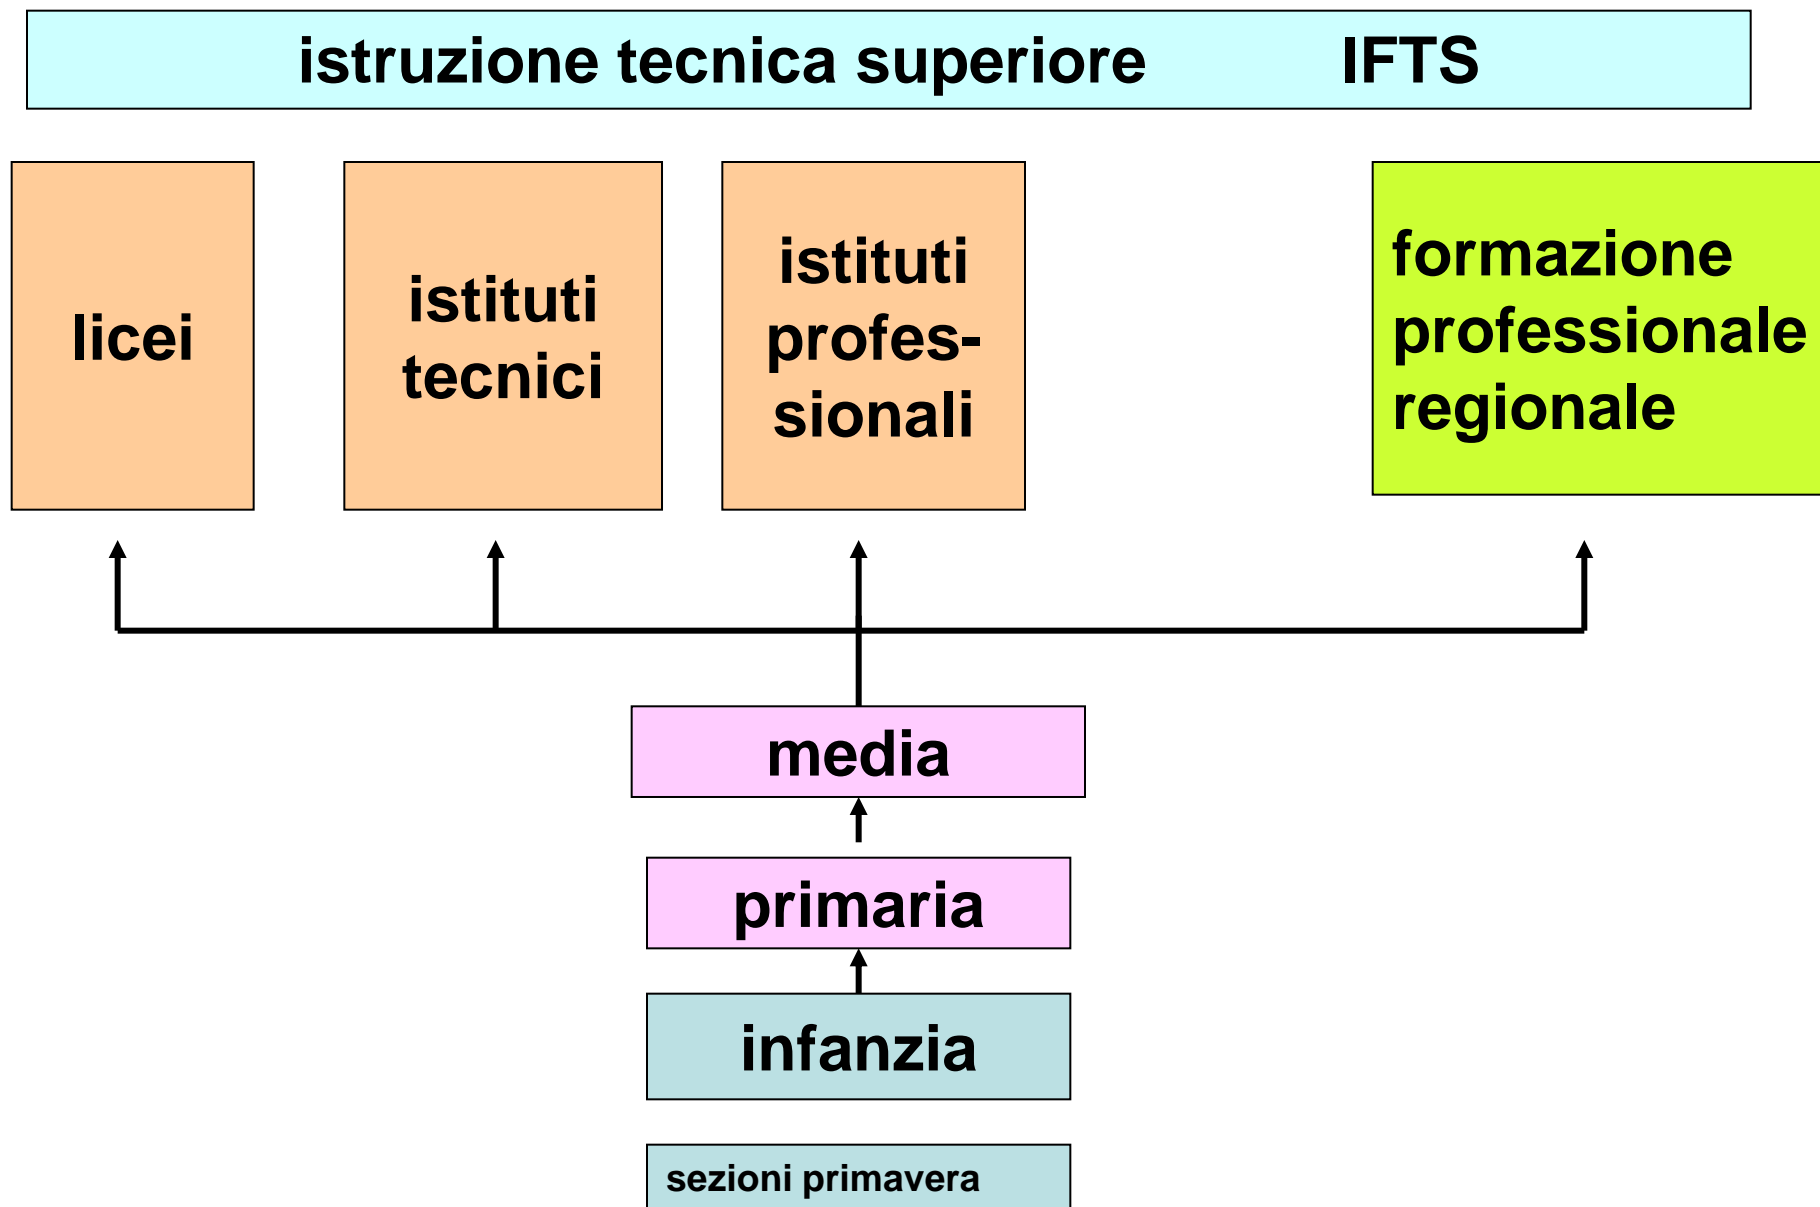 istruzione tecnica superiore IFTS
licei
istituti
tecnici
istituti
profes-
sionali
formazione
professionale
regionale
media
primaria
infanzia
sezioni primavera